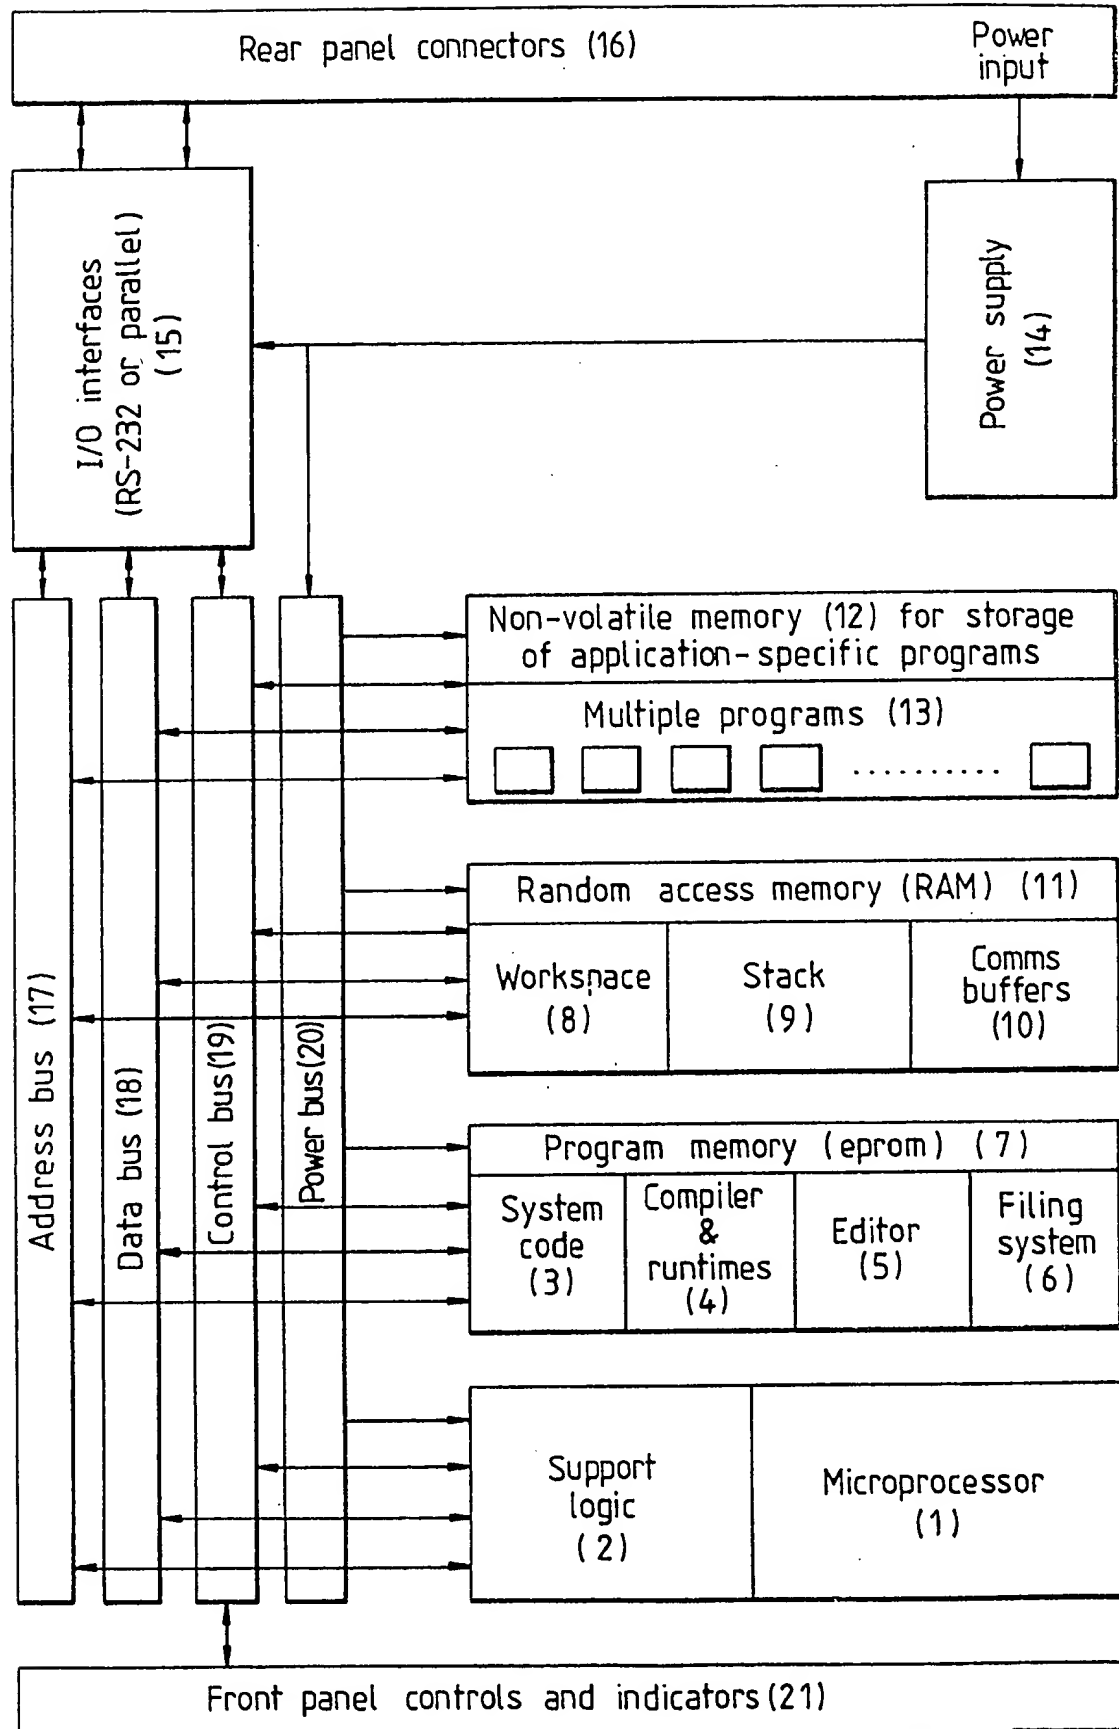 Rear panel connectors (16)
Power
input
I/O interfaces
(RS-232 or parallel)
(15)
Power supply
(14)
Non-volatile memory (12) for storage
of application-specific programs
Multiple programs (13)
..........
Random access memory (RAM) (11)
Workspace
(8)
Stack
(9)
Comms
buffers
(10)
Address bus (17)
Data bus (18)
Control bus (19)
Power bus (20)
Program memory (eprom) (7)
System
code
(3)
Compiler
&
runtimes
(4)
Editor
(5)
Filing
system
(6)
Support
logic
(2)
Microprocessor
(1)
Front panel controls and indicators (21)